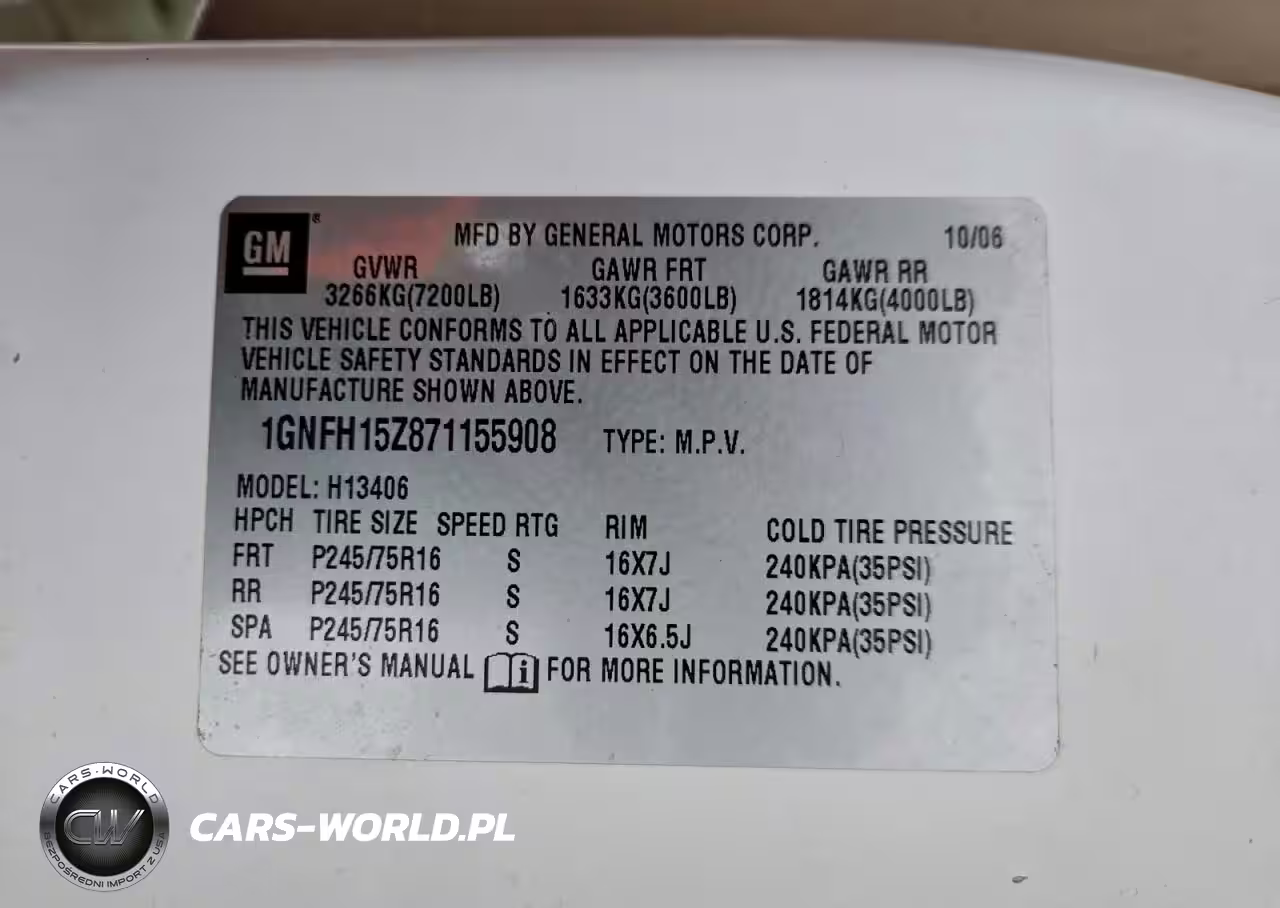 GM ®
MFD BY GENERAL MOTORS CORP. 10/06
GVWR GAWR FRT GAWR RR
3266KG(7200LB) 1633KG(3600LB) 1814KG(4000LB)
THIS VEHICLE CONFORMS TO ALL APPLICABLE U.S. FEDERAL MOTOR
VEHICLE SAFETY STANDARDS IN EFFECT ON THE DATE OF
MANUFACTURE SHOWN ABOVE.
1GNFH15Z871155908 TYPE: M.P.V.
MODEL: H13406
HPCH TIRE SIZE SPEED RTG RIM COLD TIRE PRESSURE
FRT P245/75R16 S 16X7J 240KPA(35PSI)
RR P245/75R16 S 16X7J 240KPA(35PSI)
SPA P245/75R16 S 16X6.5J 240KPA(35PSI)
SEE OWNER'S MANUAL i FOR MORE INFORMATION.
CARS-WORLD
CW
BEZPOŚREDNI IMPORT Z USA
CARS-WORLD.PL